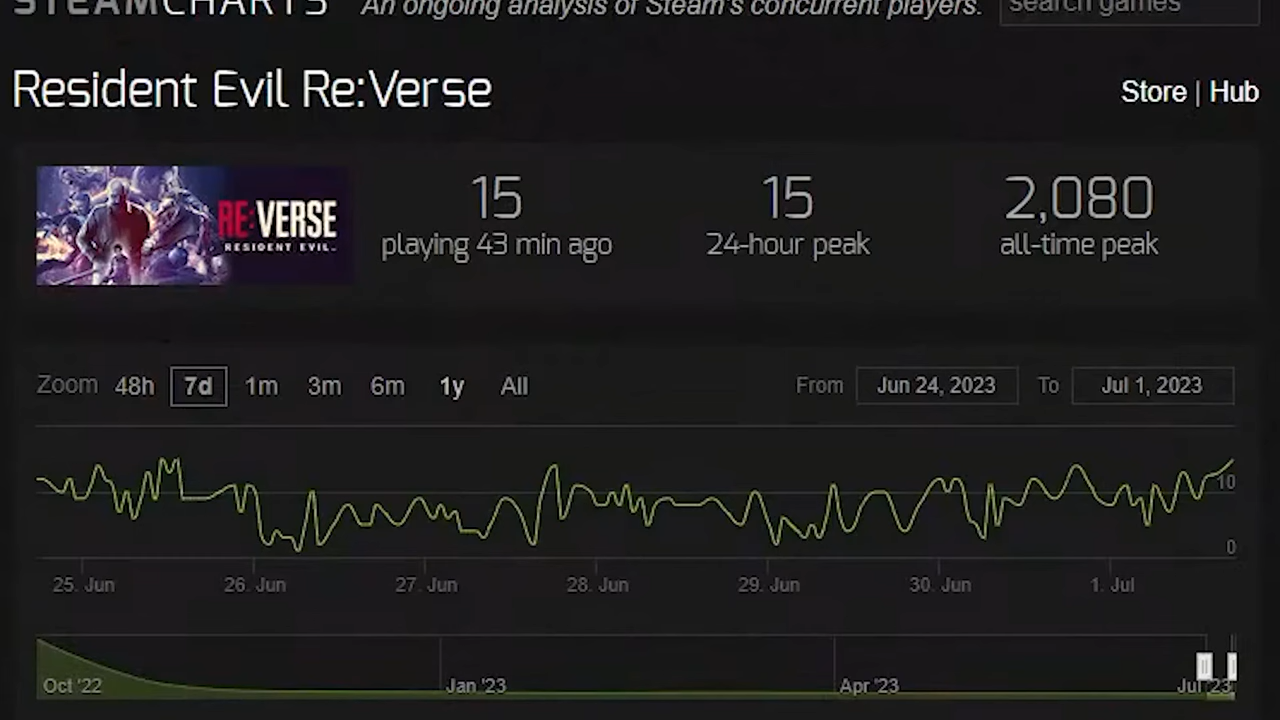 STEAMCHARTS An ongoing analysis of Steam's concurrent players. search games
Resident Evil Re:Verse Store | Hub
RE:VERSE
RESIDENT EVIL
15 15 2,080
playing 43 min ago 24-hour peak all-time peak
Zoom 48h 7d 1m 3m 6m 1y All From Jun 24, 2023 To Jul 1, 2023
10
0
25. Jun 26. Jun 27. Jun 28. Jun 29. Jun 30. Jun 1. Jul
Oct '22 Jan '23 Apr '23 Jul '23